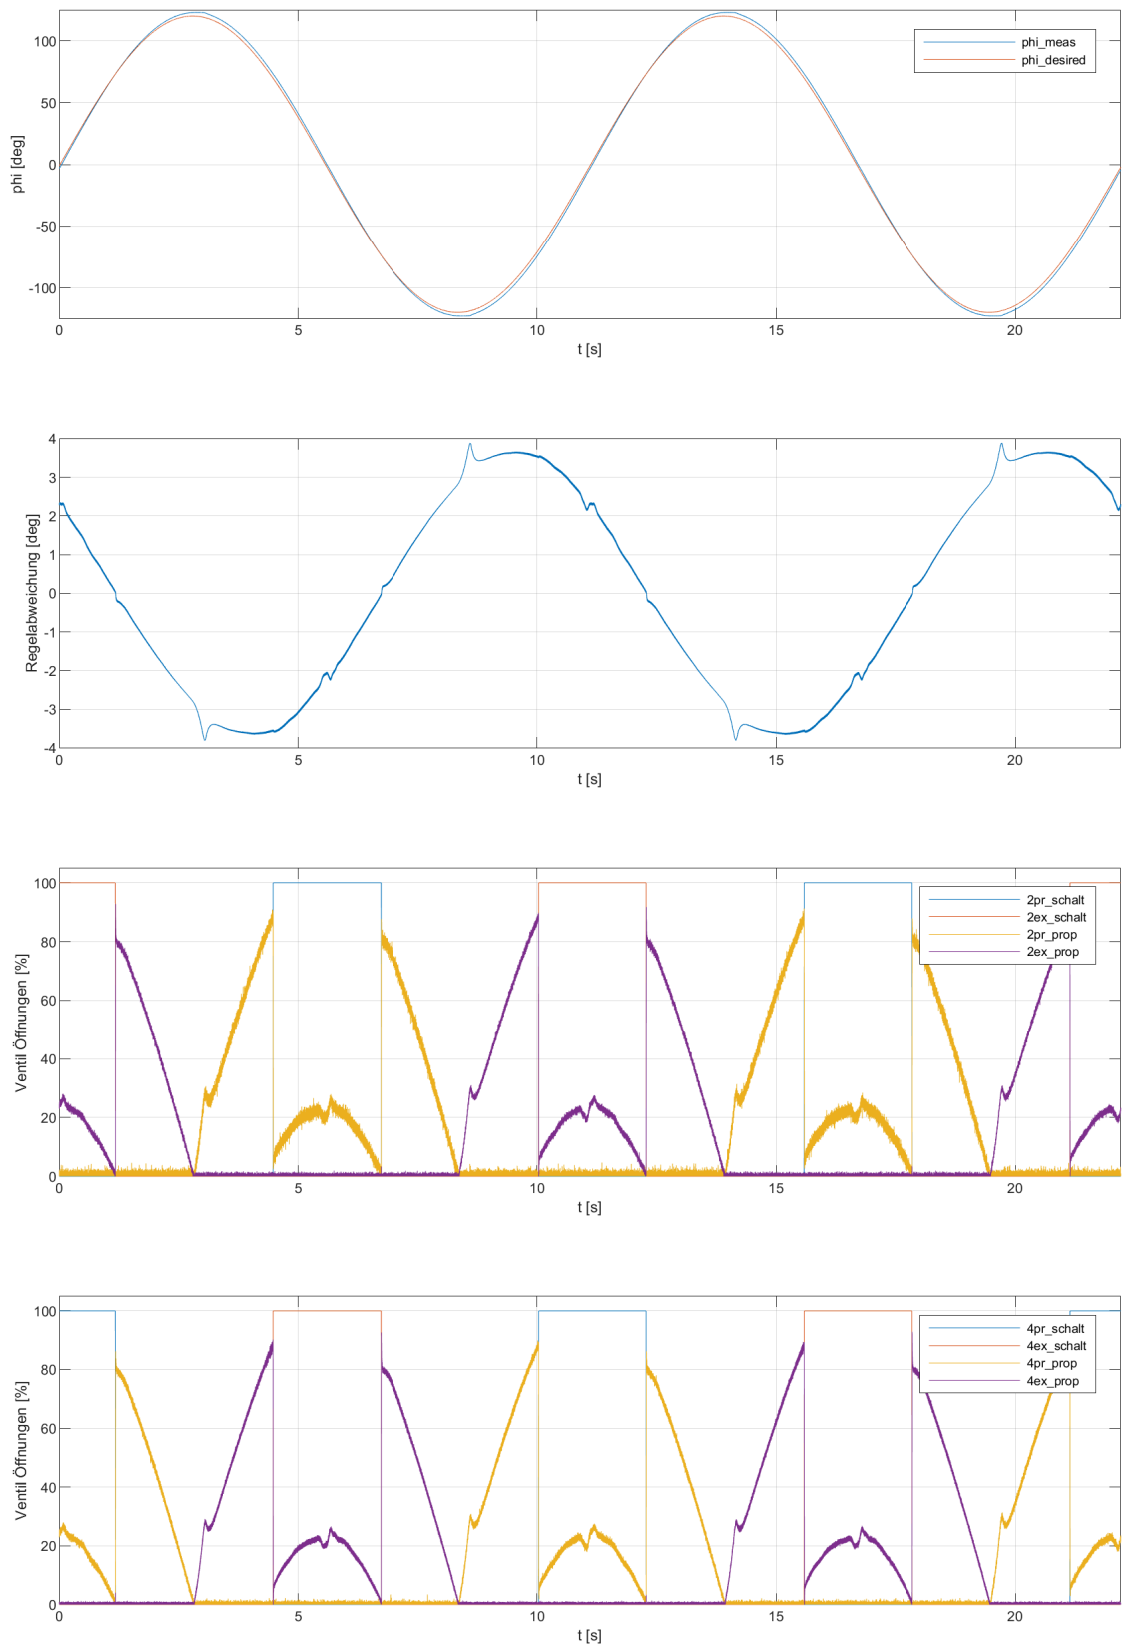 100
50
0
-50
-100
phi [deg]
phi_meas
phi_desired
0 5 10 15 20
t [s]
4
3
2
1
0
-1
-2
-3
-4
Regelabweichung [deg]
0 5 10 15 20
t [s]
100
80
60
40
20
0
Ventil Öffnungen [%]
2pr_schalt
2ex_schalt
2pr_prop
2ex_prop
0 5 10 15 20
t [s]
100
80
60
40
20
0
Ventil Öffnungen [%]
4pr_schalt
4ex_schalt
4pr_prop
4ex_prop
0 5 10 15 20
t [s]